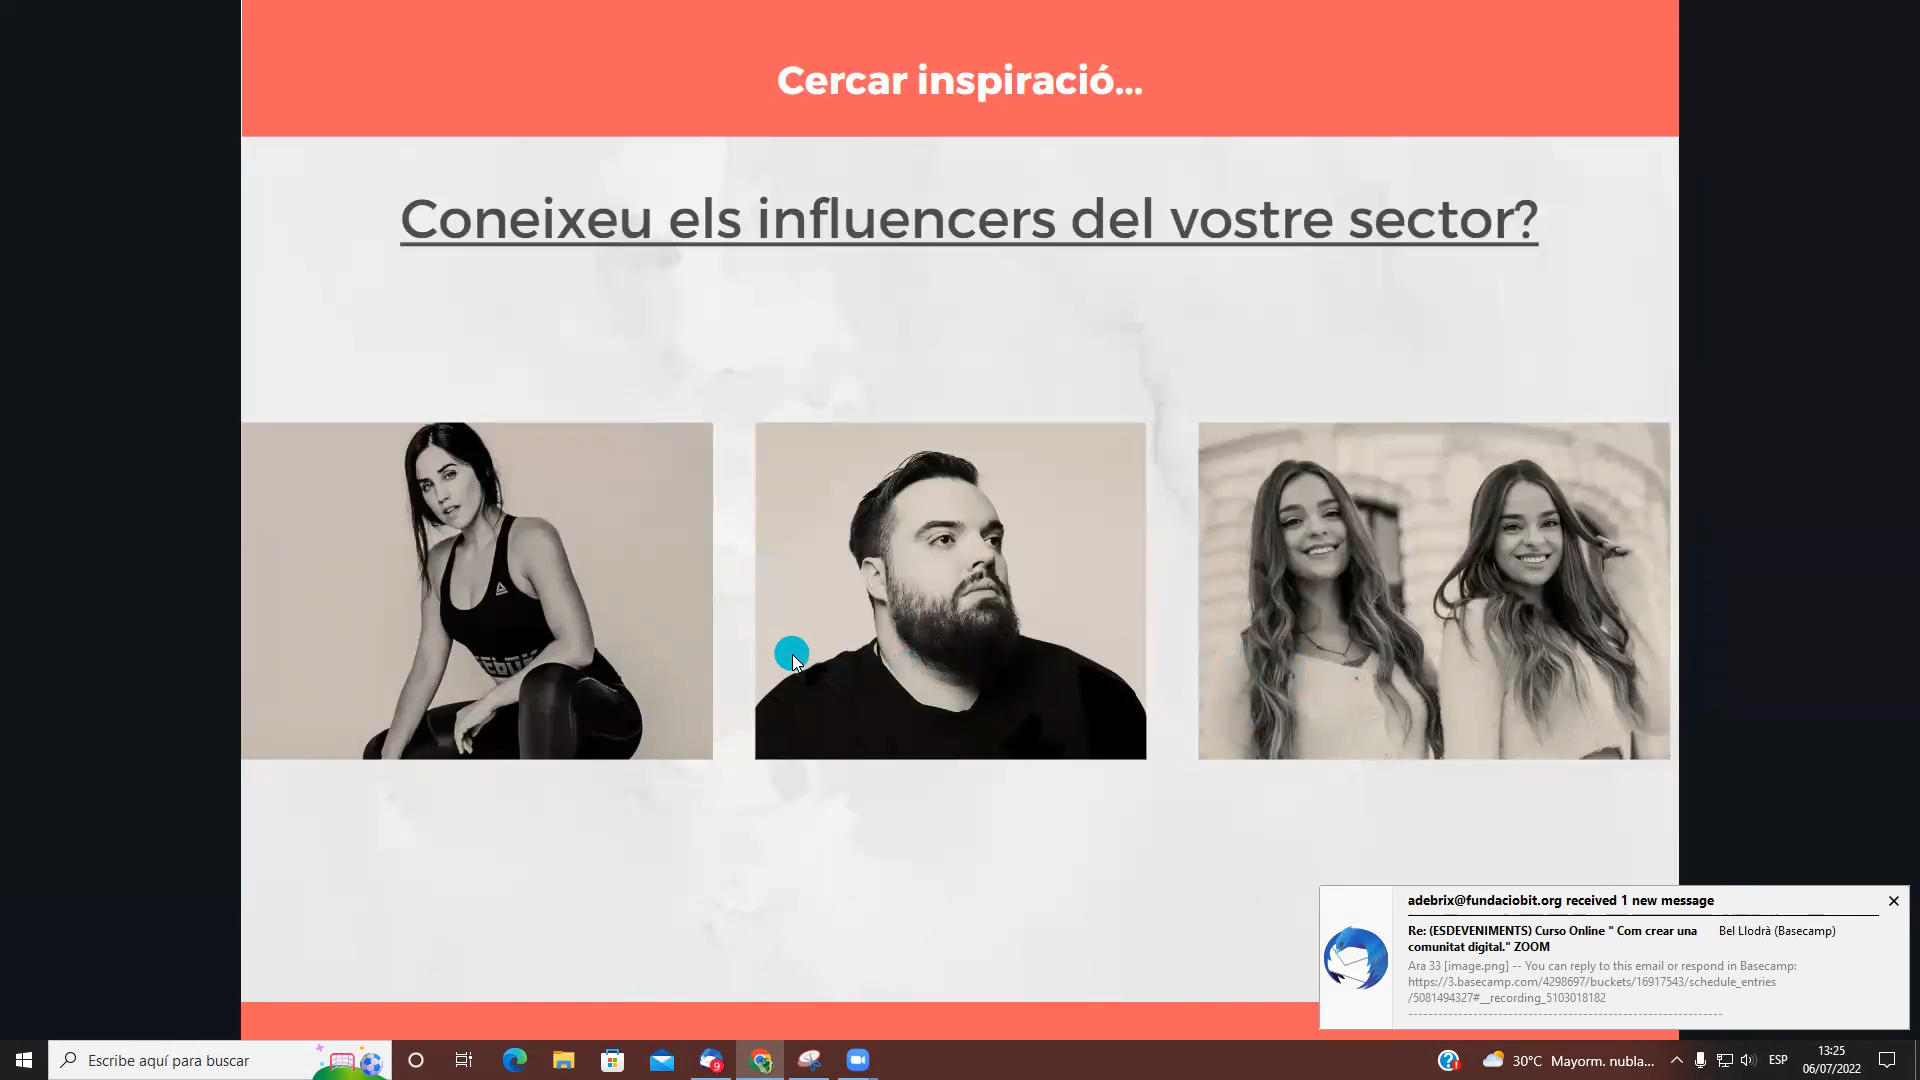 Cercar inspiració...
Coneixeu els influencers del vostre sector?
adebrix@fundaciobit.org received 1 new message
Re: (ESDEVENIMENTS) Curso Online " Com crear una Bel Llodrà (Basecamp)
comunitat digital." ZOOM
Ara 33 [image.png] -- You can reply to this email or respond in Basecamp:
https://3.basecamp.com/4298697/buckets/16917543/schedule_entries
/5081494327#__recording_5103018182
Escribe aquí para buscar
9
30°C Mayorm. nubla...
ESP
13:25
06/07/2022